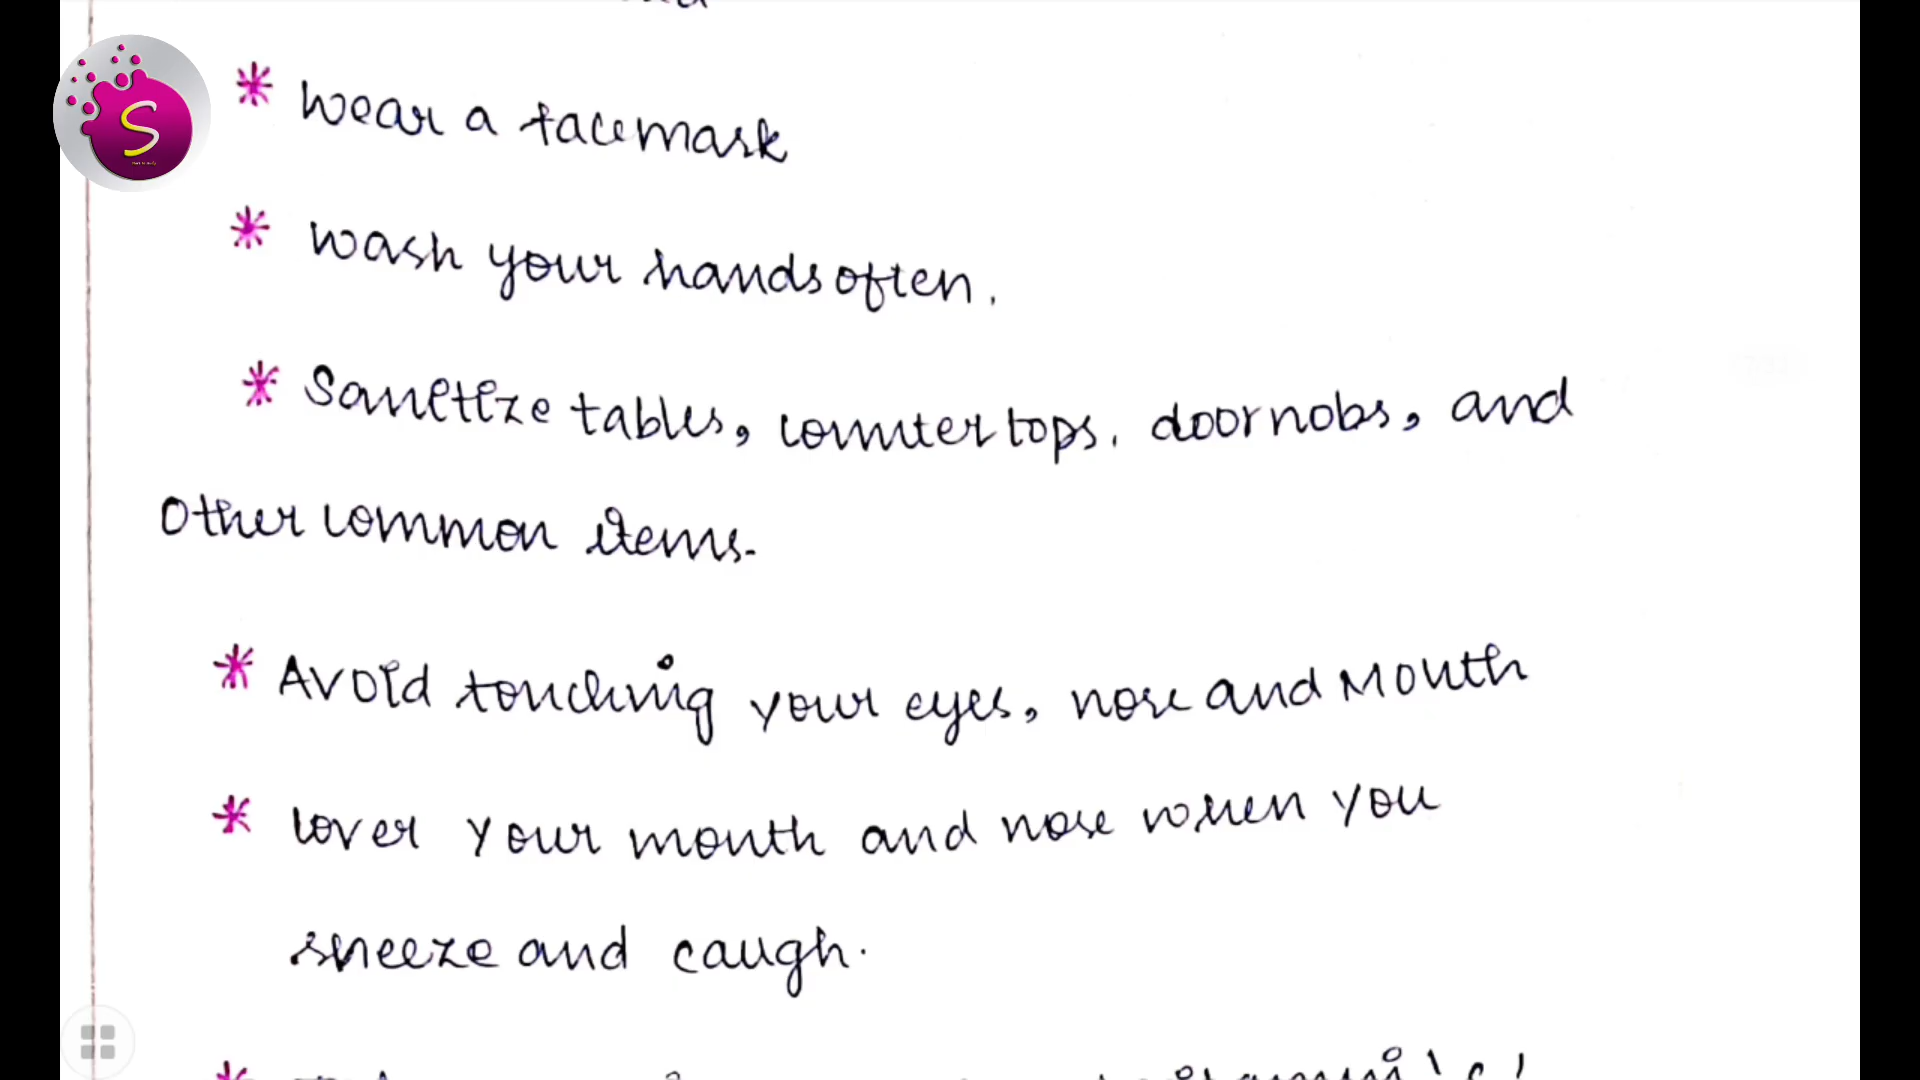 * Wear a facemask
* Wash your hands often.
* Sanitize tables, counter tops, doornobs, and
Other common items.
* Avoid touching your eyes, nose and Mouth
* cover your mouth and nose when you
sneeze and caugh.
S